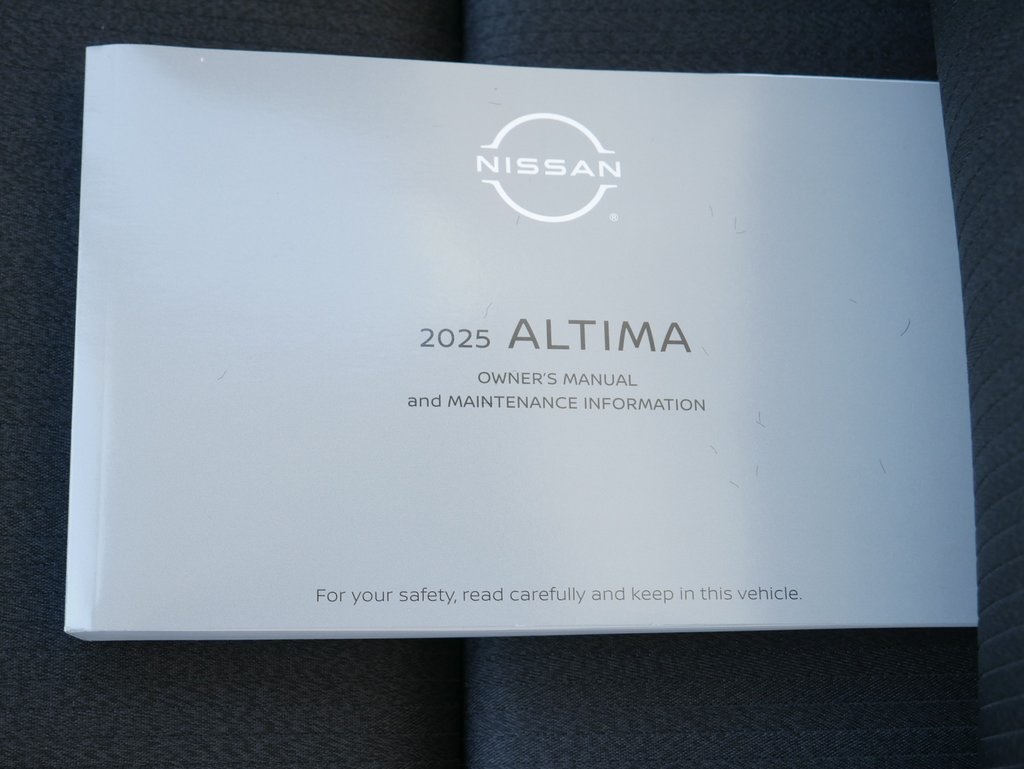 NISSAN
®
2025 ALTIMA
OWNER'S MANUAL
and MAINTENANCE INFORMATION
For your safety, read carefully and keep in this vehicle.